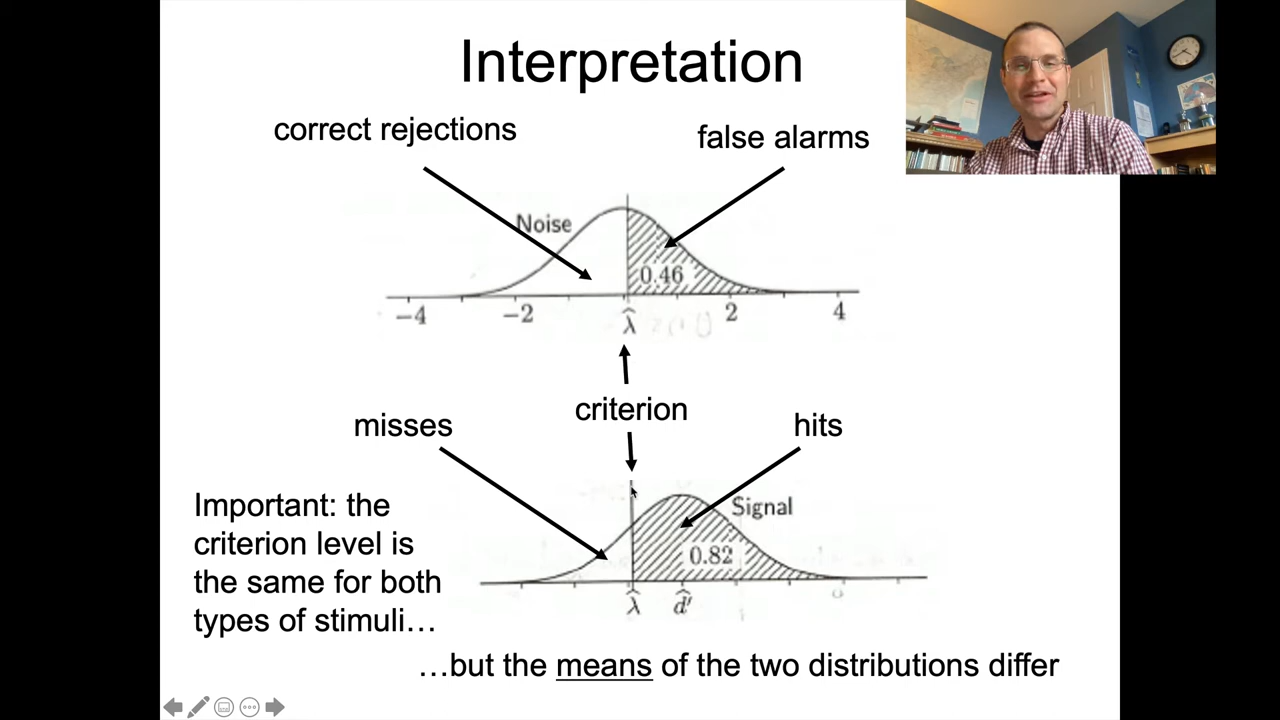 Interpretation
correct rejections
false alarms
Noise
0.46
−4
−2
λ̂
2
4
criterion
misses
hits
Important: the
criterion level is
the same for both
types of stimuli…
Signal
0.82
λ̂
d̂′
…but the means of the two distributions differ